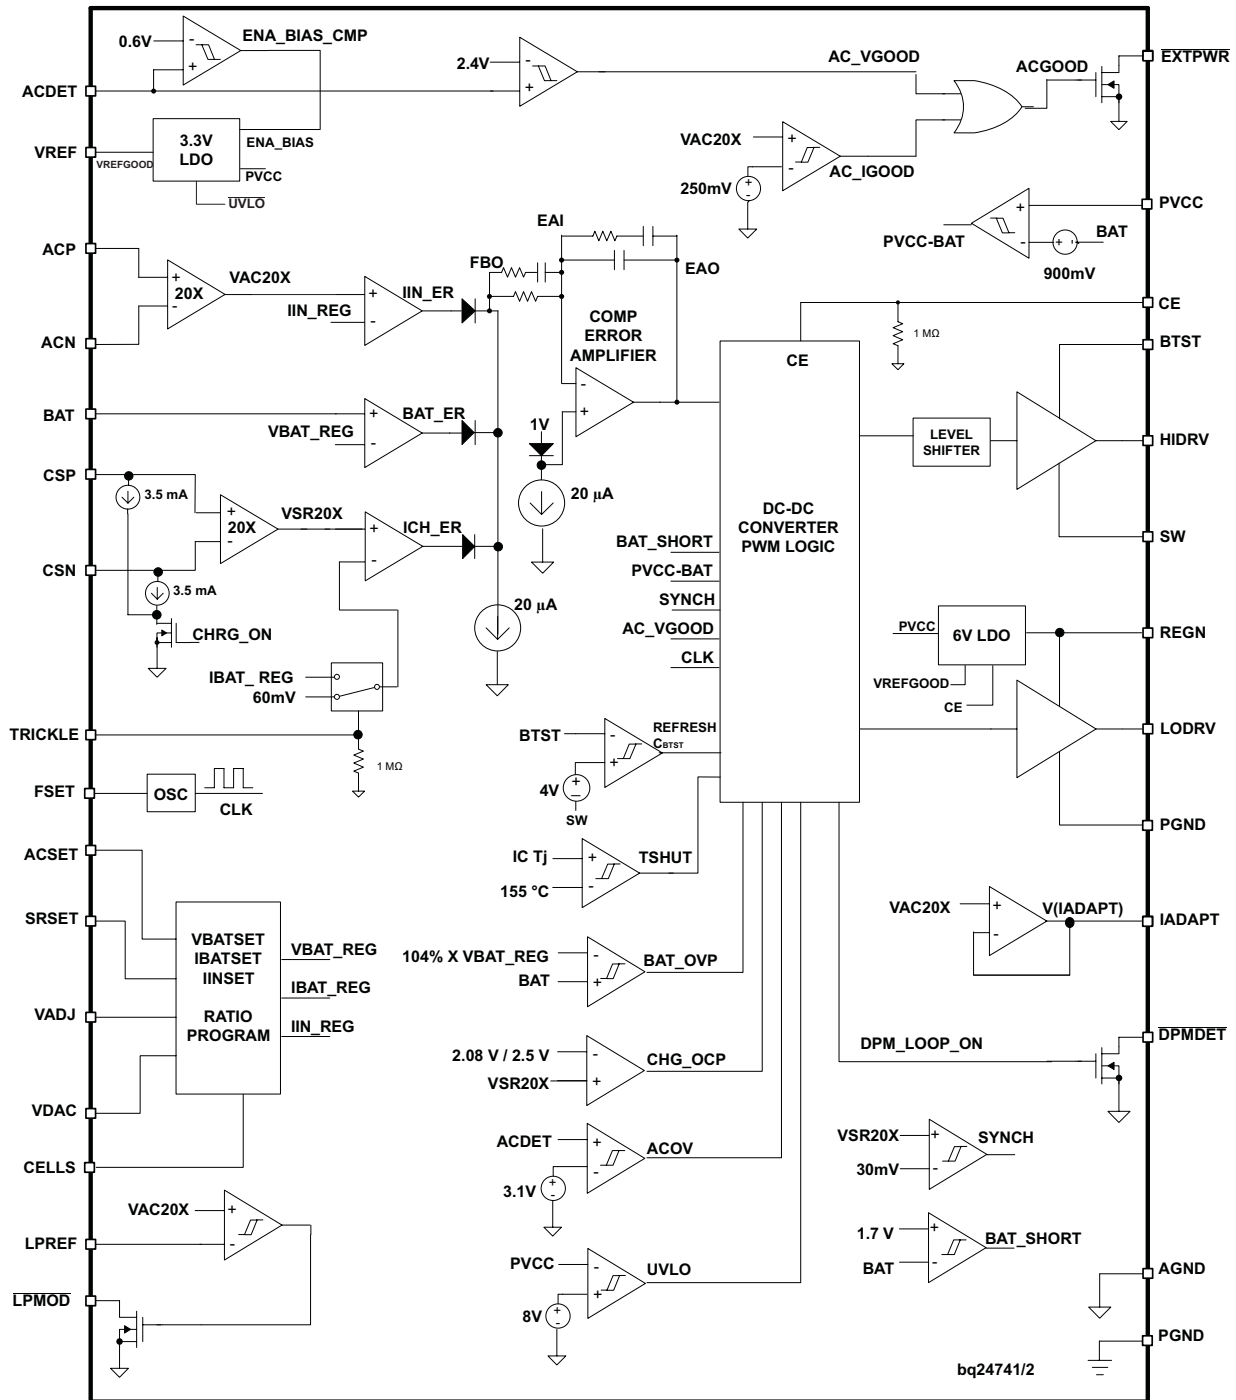 0.6V
ENA_BIAS_CMP
2.4V
AC_VGOOD
ACGOOD
EXTPWR
ACDET
3.3V
LDO
ENA_BIAS
VREF
VREFGOOD
PVCC
UVLO
VAC20X
AC_IGOOD
250mV
PVCC
PVCC-BAT
BAT
900mV
ACP
20X
VAC20X
ACN
IIN_REG
IIN_ER
FBO
EAI
EAO
COMP
ERROR
AMPLIFIER
CE
1 MΩ
CE
BTST
BAT
VBAT_REG
BAT_ER
1V
20 µA
LEVEL
SHIFTER
HIDRV
SW
CSP
3.5 mA
20X
VSR20X
ICH_ER
CSN
3.5 mA
CHRG_ON
20 µA
DC-DC
CONVERTER
PWM LOGIC
BAT_SHORT
PVCC-BAT
SYNCH
AC_VGOOD
CLK
PVCC
6V LDO
REGN
VREFGOOD
CE
IBAT_ REG
60mV
TRICKLE
1 MΩ
BTST
REFRESH
CBTST
4V
SW
LODRV
PGND
FSET
OSC
CLK
IC Tj
155 °C
TSHUT
ACSET
SRSET
VADJ
VDAC
CELLS
VBATSET
IBATSET
IINSET
RATIO
PROGRAM
VBAT_REG
IBAT_REG
IIN_REG
104% X VBAT_REG
BAT
BAT_OVP
VAC20X
V(IADAPT)
IADAPT
2.08 V / 2.5 V
VSR20X
CHG_OCP
DPM_LOOP_ON
DPMDET
ACDET
3.1V
ACOV
VSR20X
30mV
SYNCH
VAC20X
LPREF
LPMOD
PVCC
8V
UVLO
1.7 V
BAT
BAT_SHORT
AGND
PGND
bq24741/2
+
-
+
-
+
-
+
-
+
-
+
-
+
-
+
-
+
-
+
-
+
-
+
-
+
-
+
-
+
-
+
-
+
-
+
-
+
-
+
-
+
-
+
-
+
-
+
-